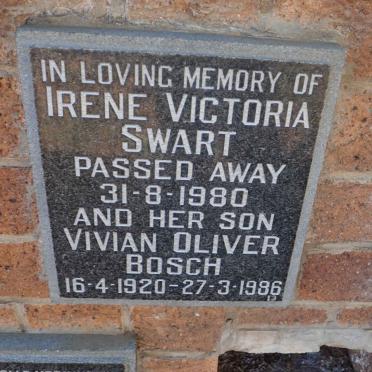 IN LOVING MEMORY OF
IRENE VICTORIA
SWART
PASSED AWAY
31-8-1980
AND HER SON
VIVIAN OLIVER
BOSCH
16-4-1920-27-3-1986